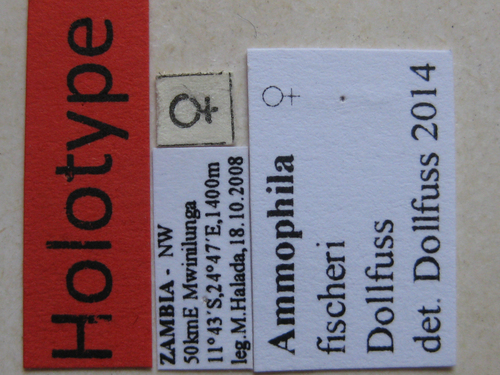 Holotype
♀
ZAMBIA - NW
50kmE Mwinilunga
11°43´S,24°47´E,1400m
leg.M.Halada,18.10.2008
♀
Ammophila
fischeri
Dollfuss
det. Dollfuss 2014